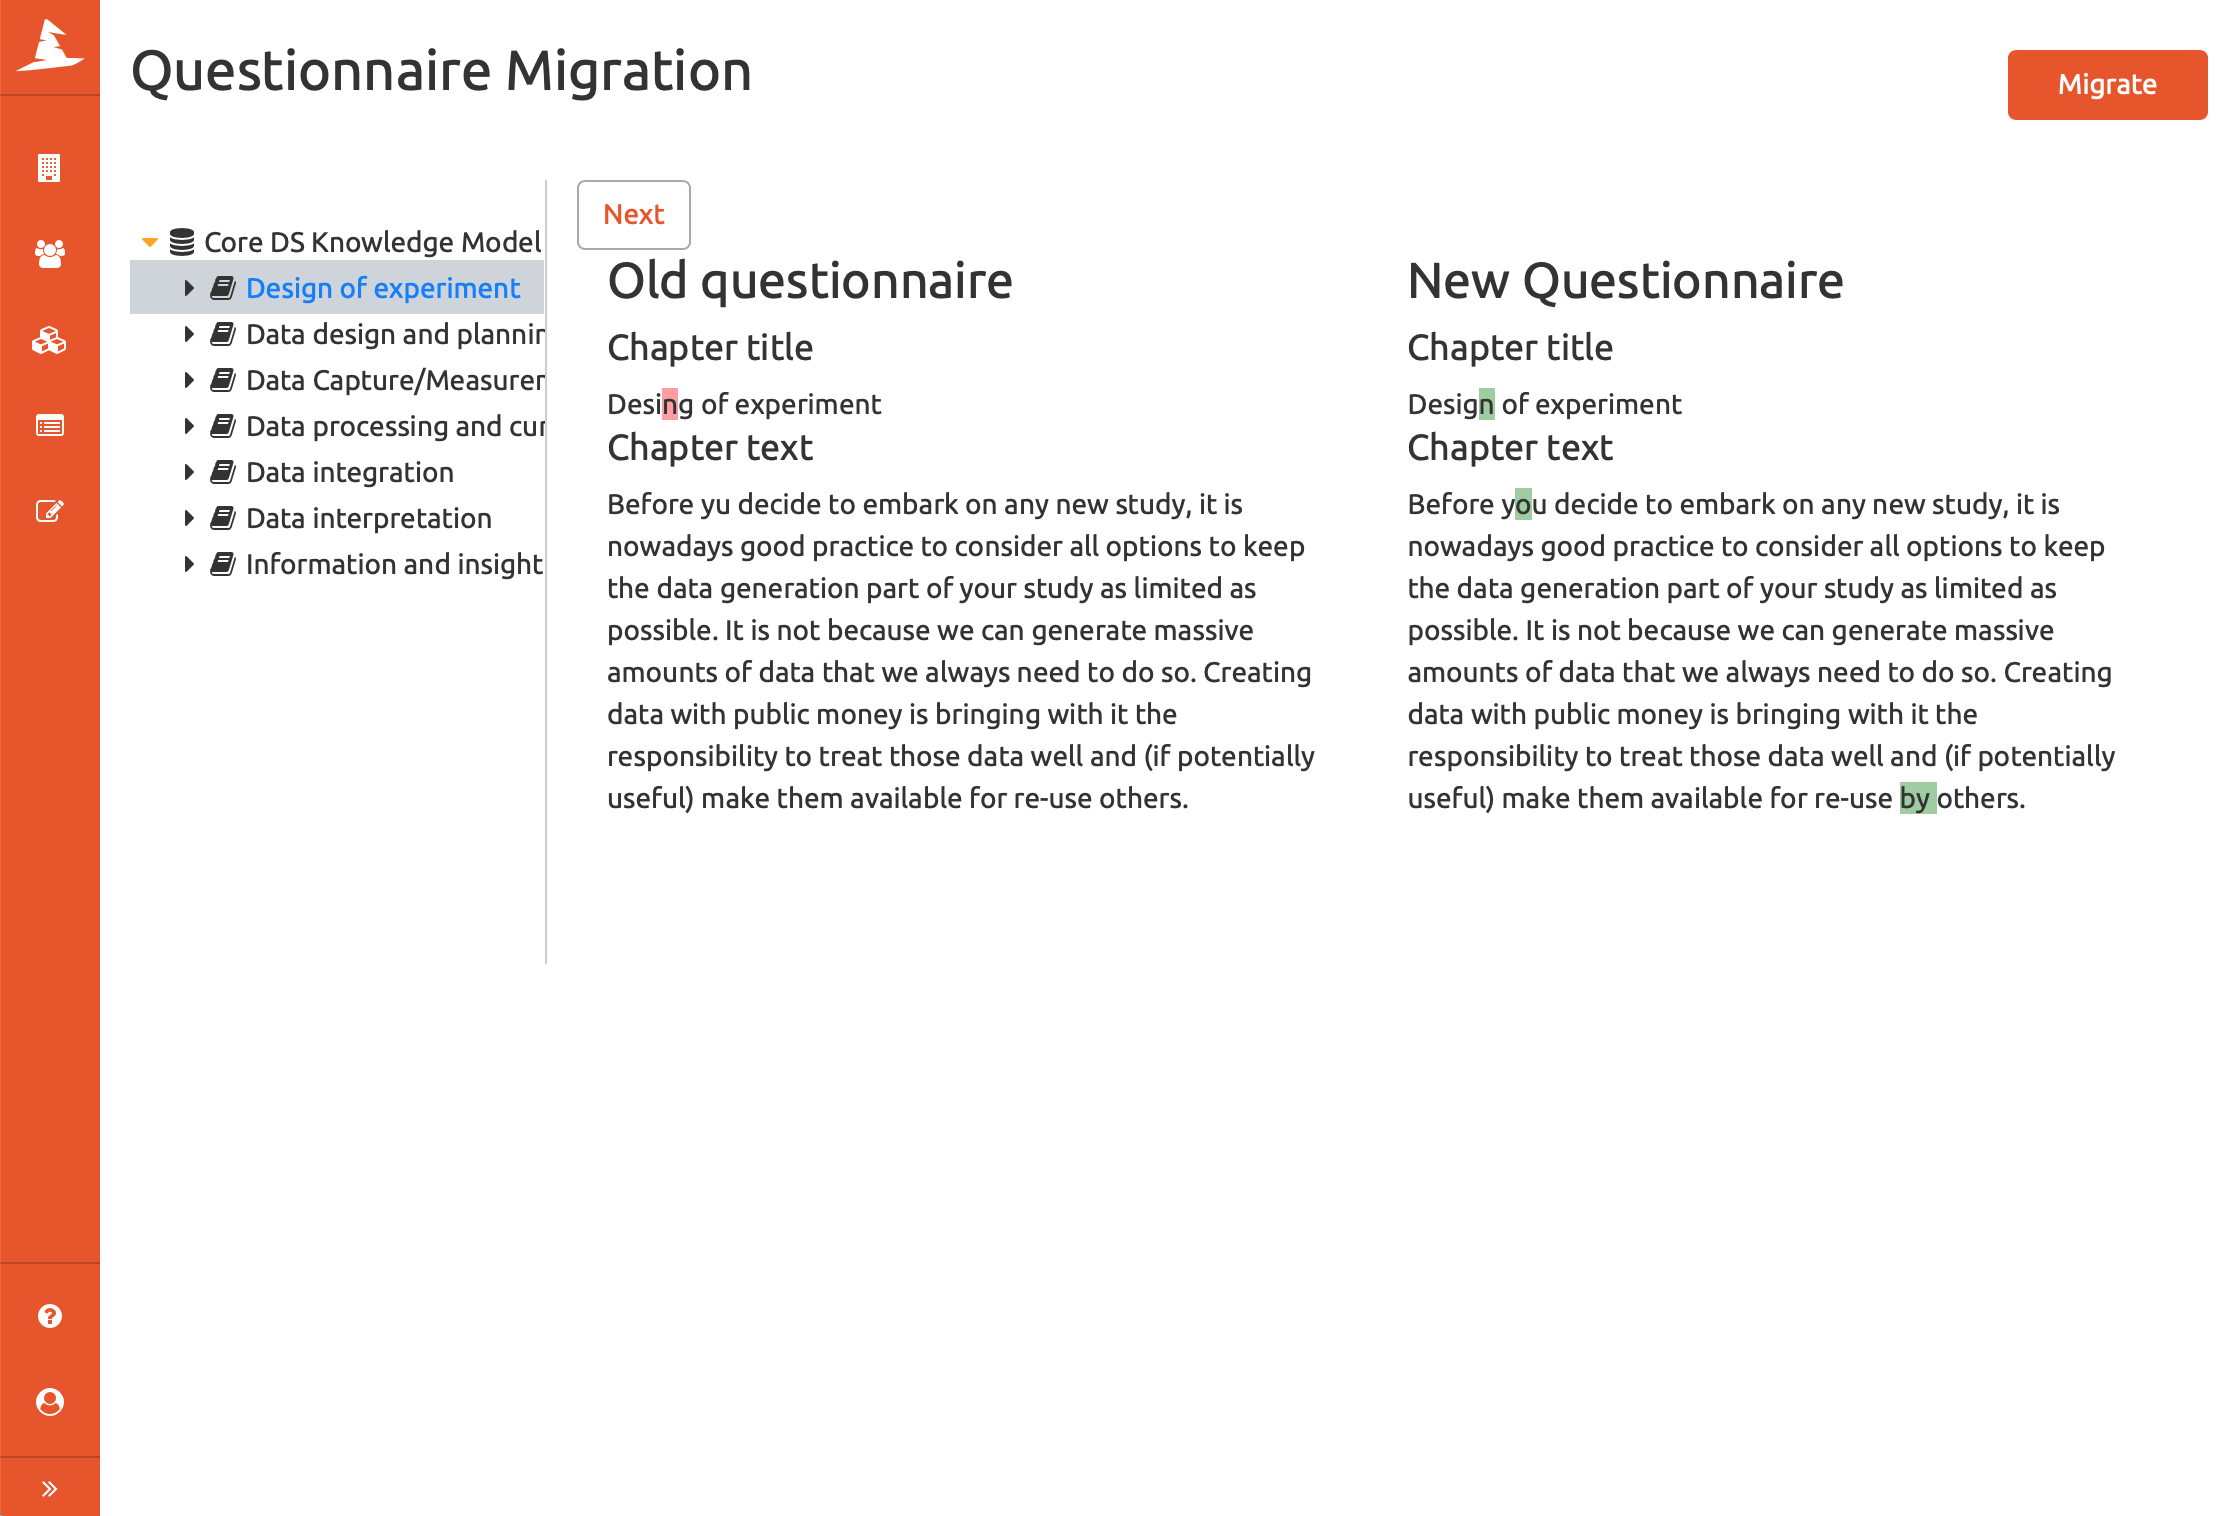 Questionnaire Migration
Migrate
Core DS Knowledge Model
Design of experiment
Data design and plannin
Data Capture/Measurem
Data processing and cur
Data integration
Data interpretation
Information and insight
Next
Old questionnaire
Chapter title
Desing of experiment
Chapter text
Before yu decide to embark on any new study, it is
nowadays good practice to consider all options to keep
the data generation part of your study as limited as
possible. It is not because we can generate massive
amounts of data that we always need to do so. Creating
data with public money is bringing with it the
responsibility to treat those data well and (if potentially
useful) make them available for re-use others.
New Questionnaire
Chapter title
Design of experiment
Chapter text
Before you decide to embark on any new study, it is
nowadays good practice to consider all options to keep
the data generation part of your study as limited as
possible. It is not because we can generate massive
amounts of data that we always need to do so. Creating
data with public money is bringing with it the
responsibility to treat those data well and (if potentially
useful) make them available for re-use by others.